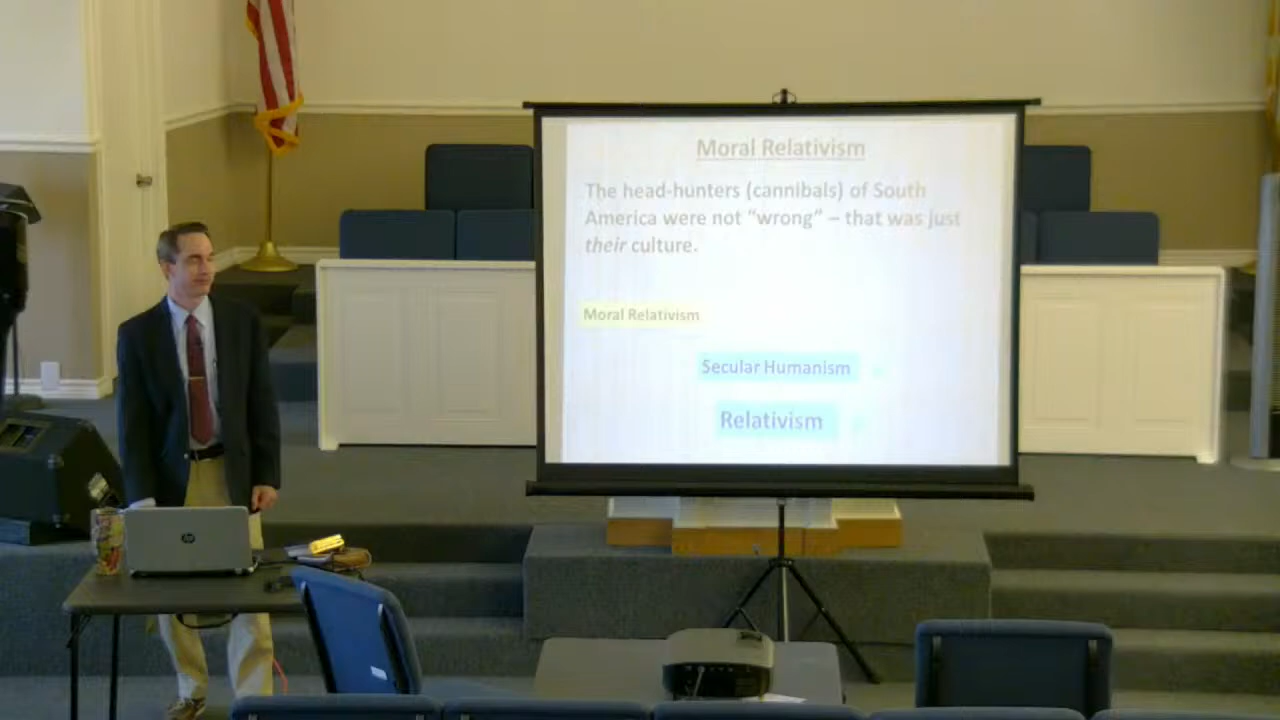 Moral Relativism
The head-hunters (cannibals) of South
America were not "wrong" – that was just
their culture.
Moral Relativism
Secular Humanism
Relativism
hp